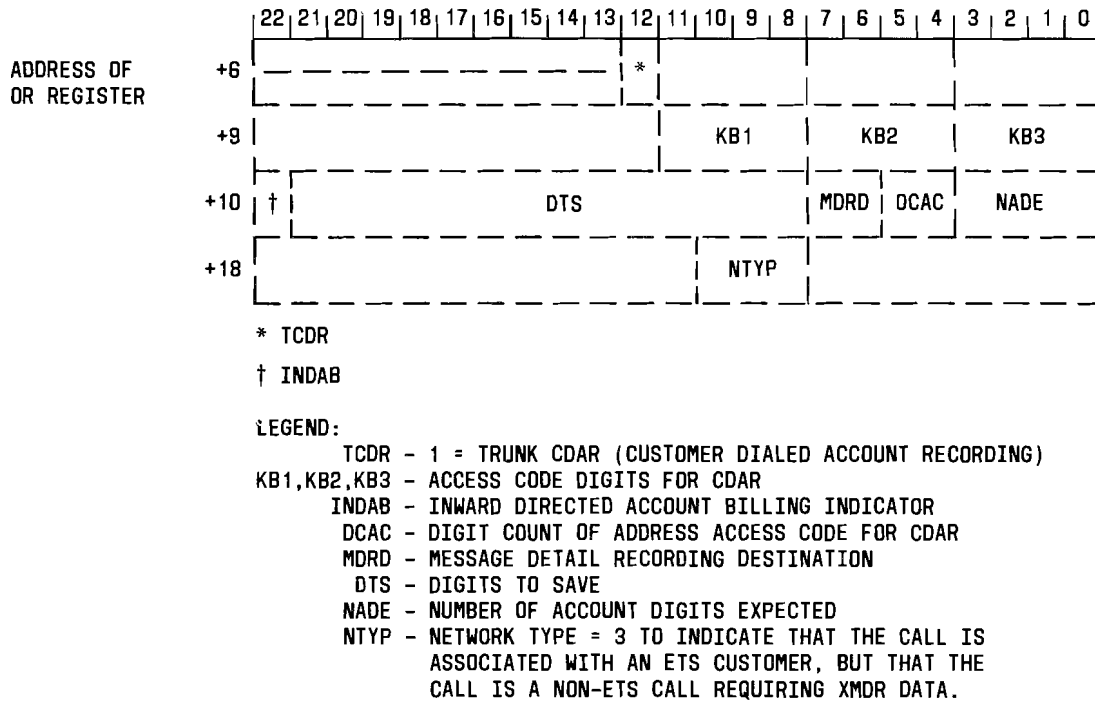 22 21 20 19 18 17 16 15 14 13 12 11 10 9 8 7 6 5 4 3 2 1 0
ADDRESS OF +6 *
OR REGISTER
+9 KB1 KB2 KB3
+10 † DTS MDRD DCAC NADE
+18 NTYP
* TCDR
† INDAB
LEGEND:
TCDR - 1 = TRUNK CDAR (CUSTOMER DIALED ACCOUNT RECORDING)
KB1,KB2,KB3 - ACCESS CODE DIGITS FOR CDAR
INDAB - INWARD DIRECTED ACCOUNT BILLING INDICATOR
DCAC - DIGIT COUNT OF ADDRESS ACCESS CODE FOR CDAR
MDRD - MESSAGE DETAIL RECORDING DESTINATION
DTS - DIGITS TO SAVE
NADE - NUMBER OF ACCOUNT DIGITS EXPECTED
NTYP - NETWORK TYPE = 3 TO INDICATE THAT THE CALL IS
ASSOCIATED WITH AN ETS CUSTOMER, BUT THAT THE
CALL IS A NON-ETS CALL REQUIRING XMDR DATA.